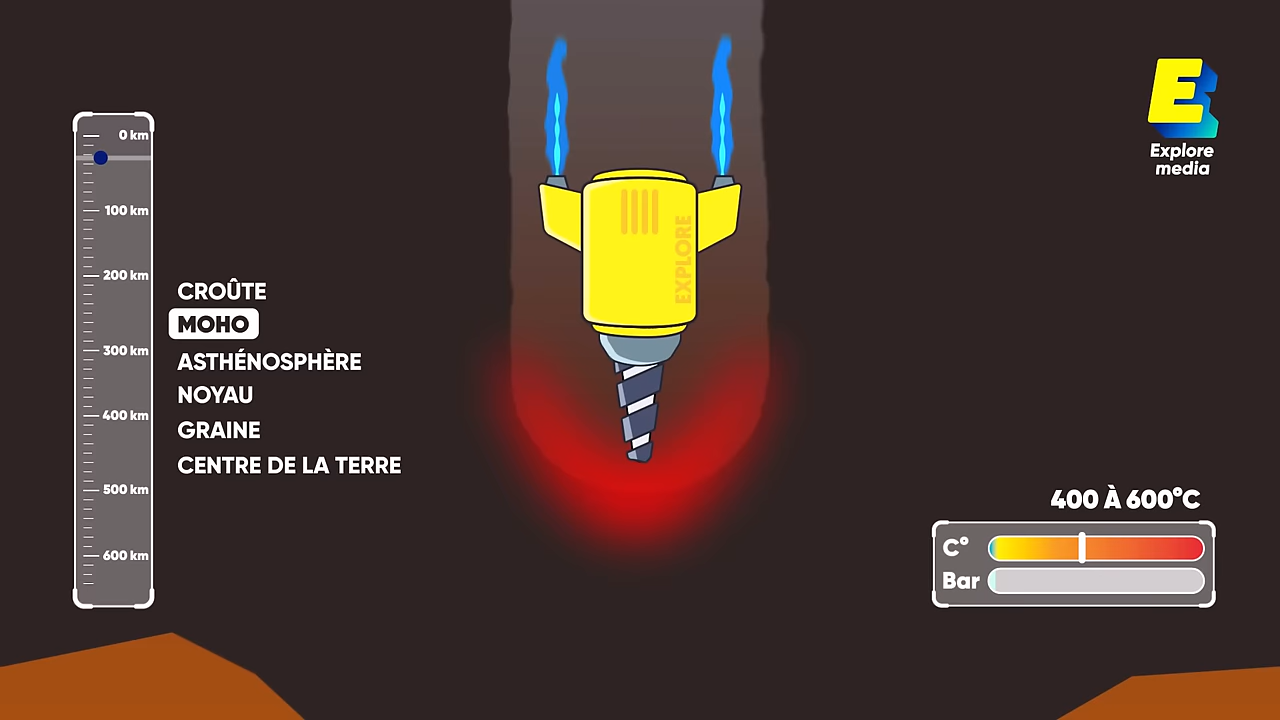 0 km
100 km
200 km
300 km
400 km
500 km
600 km
CROÛTE
MOHO
ASTHÉNOSPHÈRE
NOYAU
GRAINE
CENTRE DE LA TERRE
EXPLORE
E
Explore
media
400 À 600°C
C°
Bar